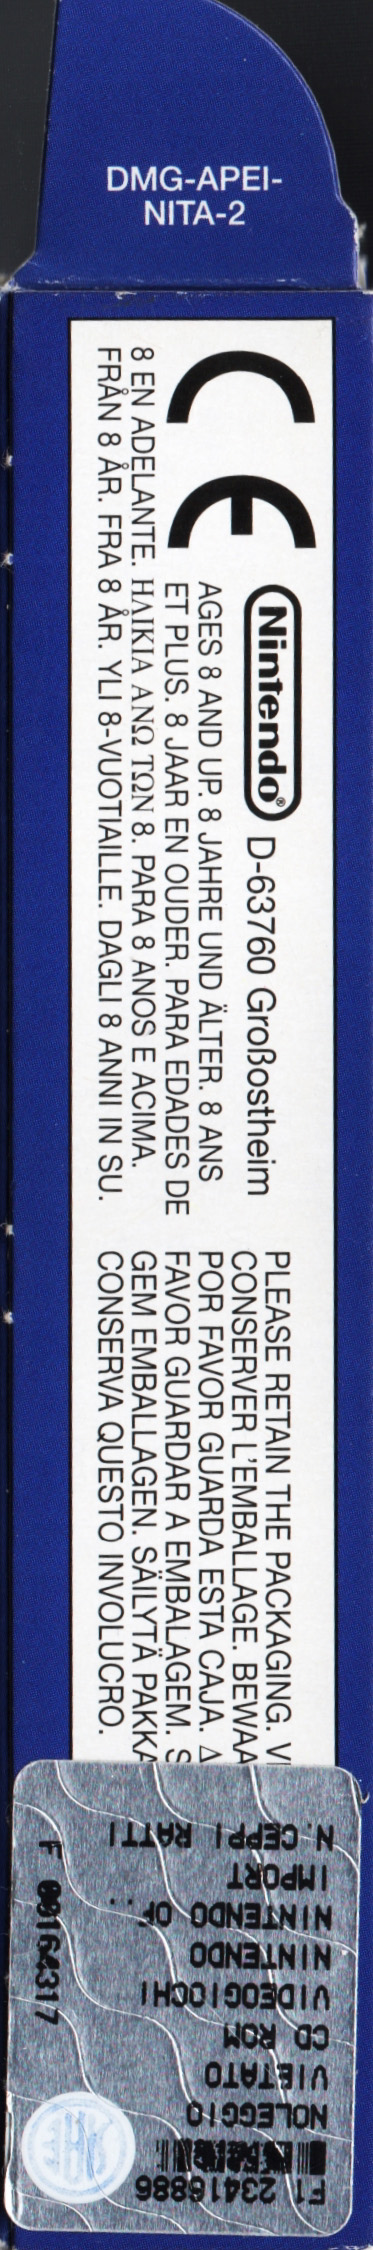 DMG-APEI-
NITA-2
CE
Nintendo® D-63760 Großostheim
AGES 8 AND UP. 8 JAHRE UND ÄLTER. 8 ANS
ET PLUS. 8 JAAR EN OUDER. PARA EDADES DE
8 EN ADELANTE. ΗΛΙΚΙΑ ΑΝΩ ΤΩΝ 8. PARA 8 ANOS E ACIMA.
FRÅN 8 ÅR. FRA 8 ÅR. YLI 8-VUOTIAILLE. DAGLI 8 ANNI IN SU.
PLEASE RETAIN THE PACKAGING.
CONSERVER L'EMBALLAGE. BEWAA
POR FAVOR GUARDA ESTA CAJA.
FAVOR GUARDAR A EMBALAGEM. S
GEM EMBALLAGEN. SÄILYTÄ PAKKA
CONSERVA QUESTO INVOLUCRO.
E1 23416886
NOLEGGIO
VIETATO
CD ROM
VIDEOGIOCHI
NINTENDO
NINTENDO OF ...
IMPORT
N. CEPPI RATTI